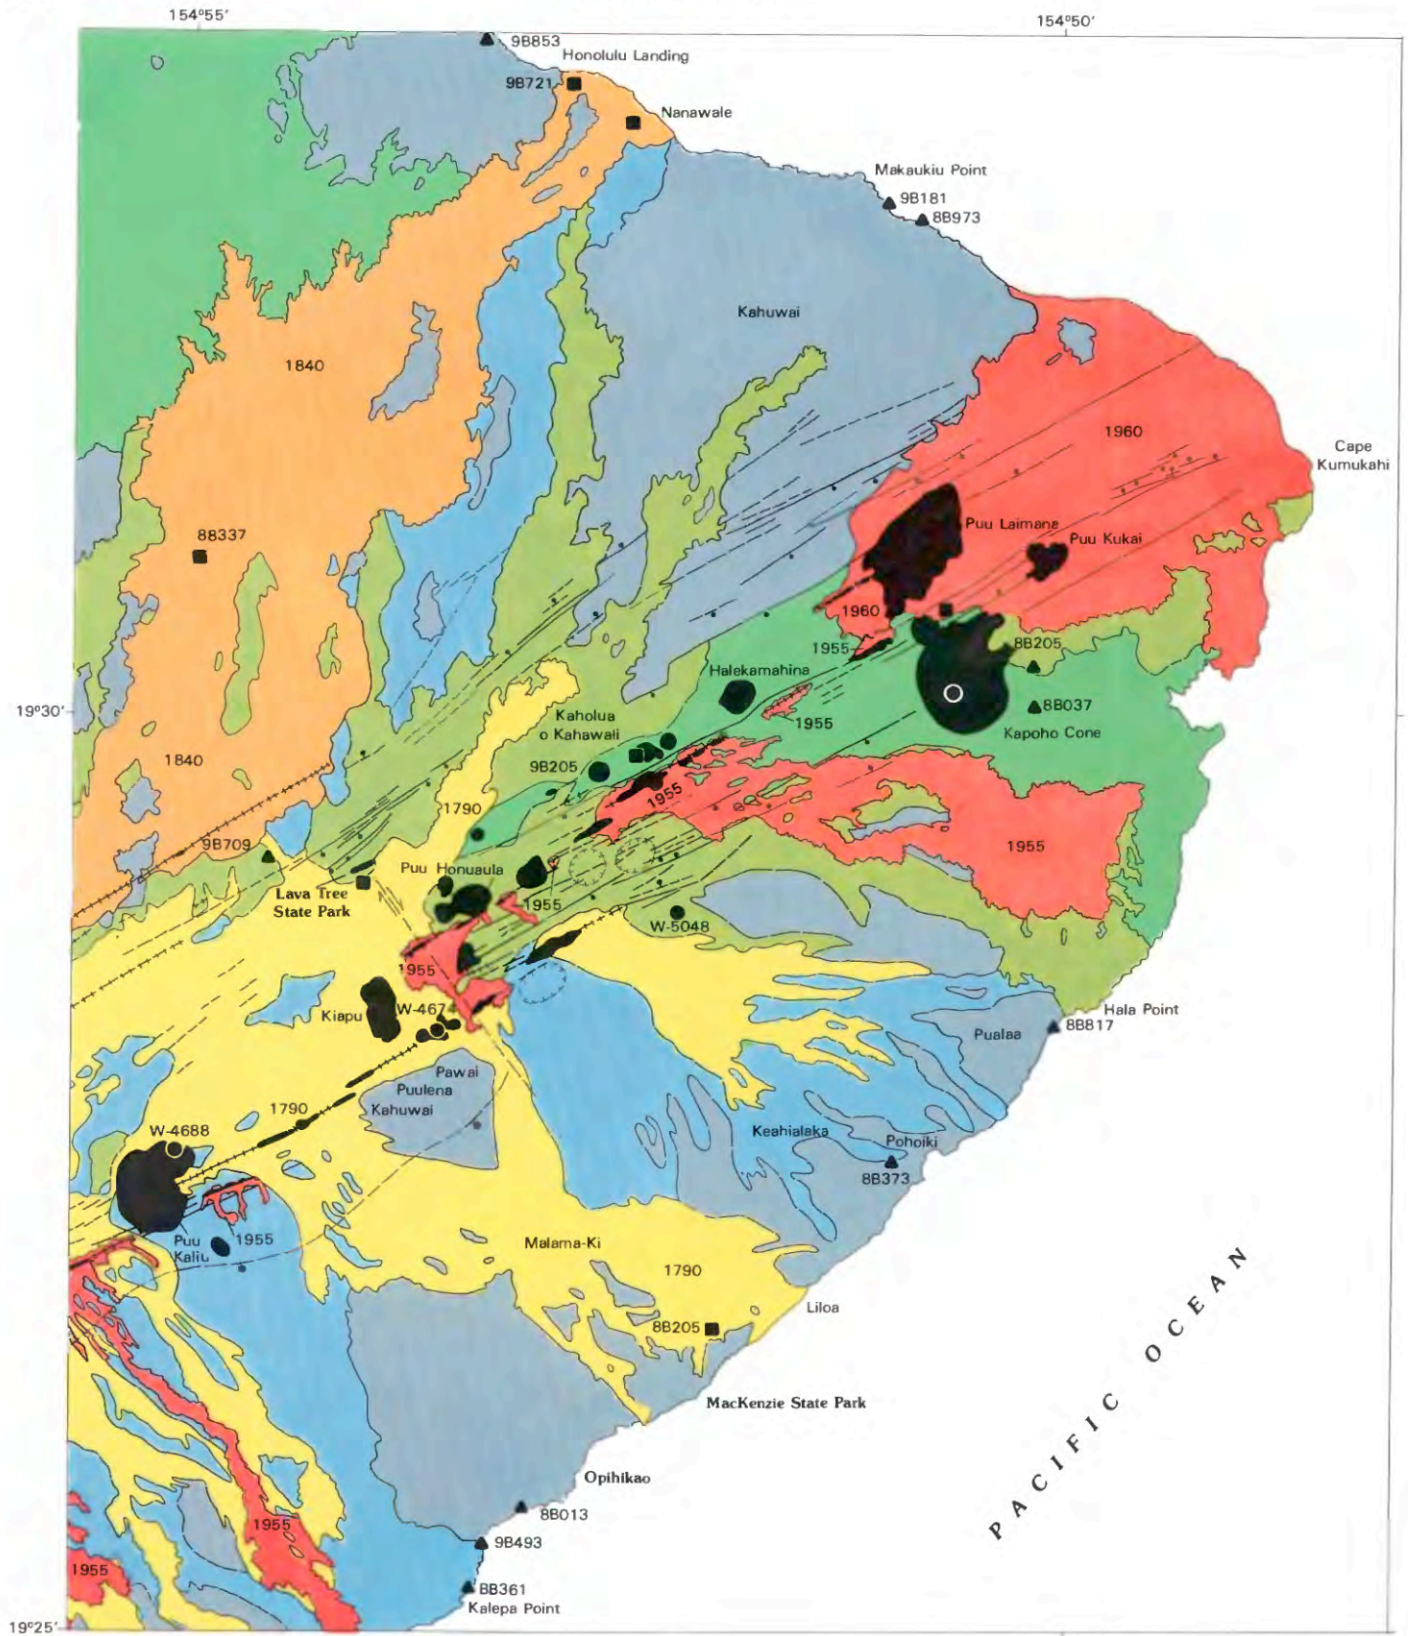 154°55'
154°50'
9B853
Honolulu Landing
9B721
Nanawale
Makaukiu Point
9B181
8B973
Kahuwai
1840
1960
Cape
Kumukahi
8B337
Puu Laimana
Puu Kukai
1960
1955
8B205
Halekamahina
19°30'
Kaholua
o Kahawaii
1955
8B037
Kapoho Cone
1840
9B205
1955
1790
9B709
1955
Puu Honuaula
Lava Tree
State Park
1955
W-5048
1955
Kiapu
W-4674
Hala Point
8B817
Pualaa
Pawai
Puulena
Kahuwai
1790
W-4688
Keahialaka
Pohoiki
8B373
Puu
Kaliu
1955
Malama-Ki
1790
Liloa
8B205
PACIFIC OCEAN
MacKenzie State Park
Opihikao
8B013
1955
9B493
1955
8B361
Kalepa Point
19°25'